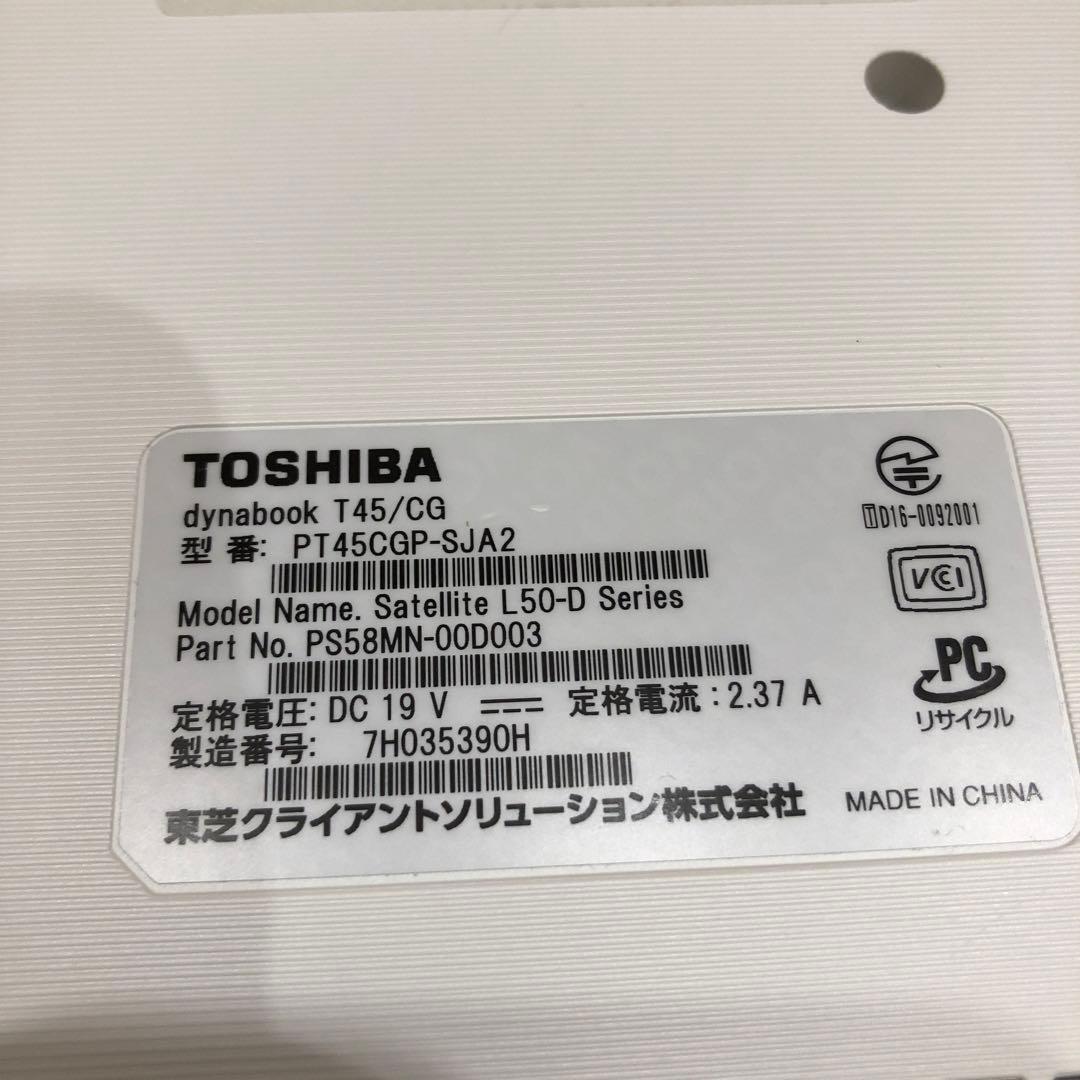 TOSHIBA
dynabook T45/CG
型 番: PT45CGP-SJA2
Model Name. Satellite L50-D Series
Part No. PS58MN-00D003
定格電圧: DC 19 V 定格電流 : 2.37 A
製造番号: 7H035390H
東芝クライアントソリューション株式会社
MADE IN CHINA
T D16-0092001
VCCI
PC
リサイクル